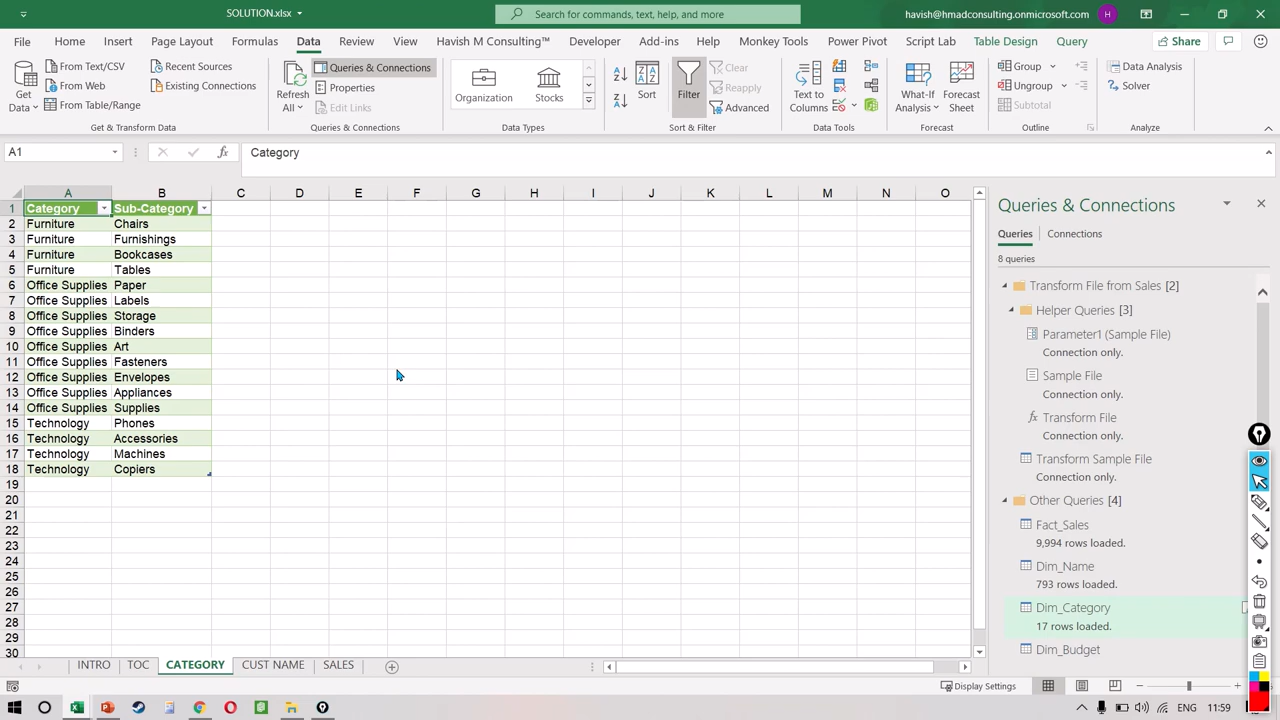 SOLUTION.xlsx
Search for commands, text, help, and more
havish@hmadconsulting.onmicrosoft.com
H
File
Home
Insert
Page Layout
Formulas
Data
Review
View
Havish M Consulting™
Developer
Add-ins
Help
Monkey Tools
Power Pivot
Script Lab
Table Design
Query
Share
Get
Data
From Text/CSV
From Web
From Table/Range
Recent Sources
Existing Connections
Get & Transform Data
Refresh
All
Queries & Connections
Properties
Edit Links
Queries & Connections
Organization
Stocks
Data Types
Sort
Filter
Clear
Reapply
Advanced
Sort & Filter
Text to
Columns
Data Tools
What-If
Analysis
Forecast
Sheet
Forecast
Group
Ungroup
Subtotal
Outline
Data Analysis
Solver
Analyze
A1
fx
Category
A B C D E F G H I J K L M N O
1 Category Sub-Category
2 Furniture Chairs
3 Furniture Furnishings
4 Furniture Bookcases
5 Furniture Tables
6 Office Supplies Paper
7 Office Supplies Labels
8 Office Supplies Storage
9 Office Supplies Binders
10 Office Supplies Art
11 Office Supplies Fasteners
12 Office Supplies Envelopes
13 Office Supplies Appliances
14 Office Supplies Supplies
15 Technology Phones
16 Technology Accessories
17 Technology Machines
18 Technology Copiers
19
20
21
22
23
24
25
26
27
28
29
30
Queries & Connections
Queries Connections
8 queries
Transform File from Sales [2]
Helper Queries [3]
Parameter1 (Sample File)
Connection only.
Sample File
Connection only.
fx Transform File
Connection only.
Transform Sample File
Connection only.
Other Queries [4]
Fact_Sales
9,994 rows loaded.
Dim_Name
793 rows loaded.
Dim_Category
17 rows loaded.
Dim_Budget
INTRO TOC CATEGORY CUST NAME SALES
Display Settings
ENG 11:59